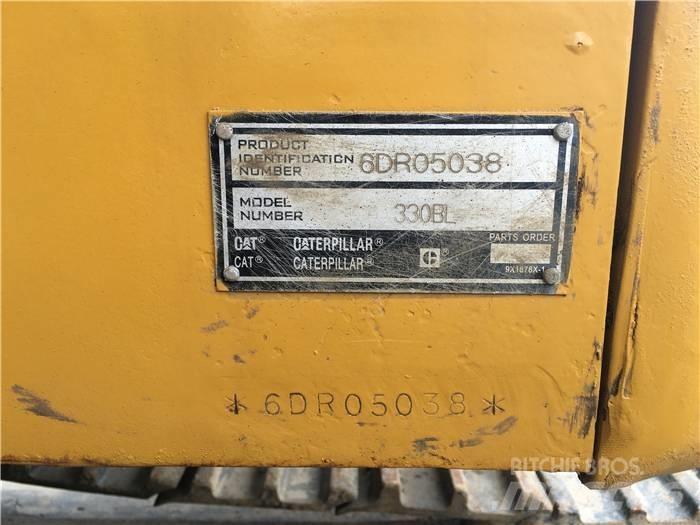 PRODUCT
IDENTIFICATION
NUMBER
6DR05038
MODEL
NUMBER
330BL
CAT® CATERPILLAR®
CAT® CATERPILLAR®
C
PARTS ORDER
*6DR05038*
RITCHIE BROS.